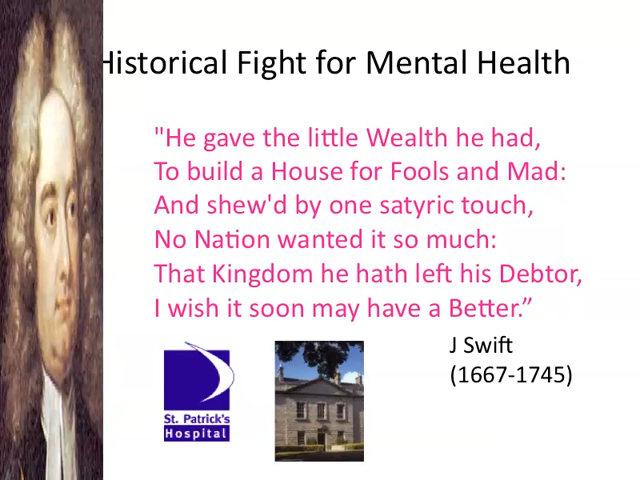 Historical Fight for Mental Health
"He gave the little Wealth he had,
To build a House for Fools and Mad:
And shew'd by one satyric touch,
No Nation wanted it so much:
That Kingdom he hath left his Debtor,
I wish it soon may have a Better.”
J Swift
(1667-1745)
St. Patrick's
Hospital